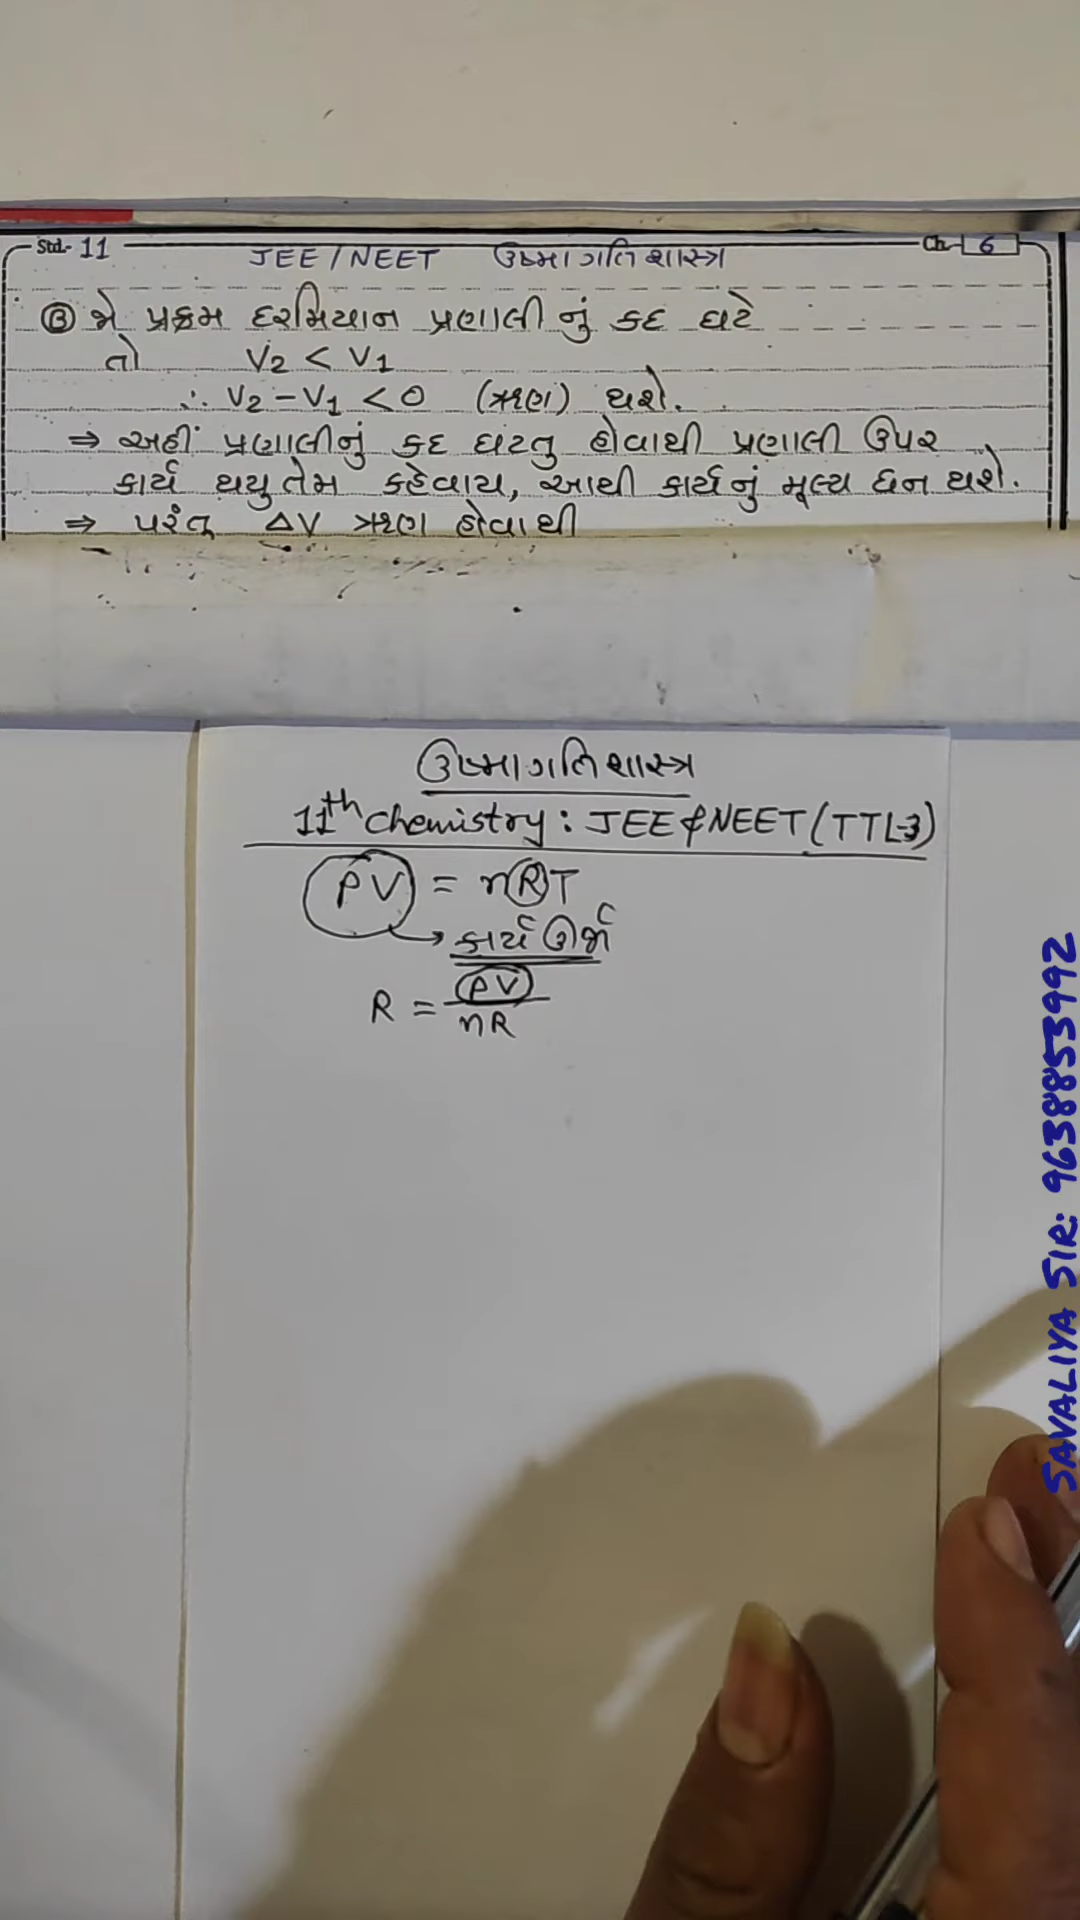 Std.- 11 JEE/NEET ઉષ્માગતિશાસ્ત્ર Ch. 6
(B) જો પ્રક્રમ દરમિયાન પ્રણાલીનું કદ ઘટે
તો V2 < V1
∴ V2 - V1 < 0 (ઋણ) થશે.
⇒ અહીં પ્રણાલીનું કદ ઘટતુ હોવાથી પ્રણાલી ઉપર
કાર્ય થયુ તેમ કહેવાય, આથી કાર્યનું મૂલ્ય ધન થશે.
⇒ પરંતુ ΔV ઋણ હોવાથી
ઉષ્માગતિશાસ્ત્ર
11th chemistry: JEE & NEET (TTL-3)
PV = nRT
→ કાર્ય ઊર્જા
R = PV
nR
SAVALIYA SIR: 9638853992